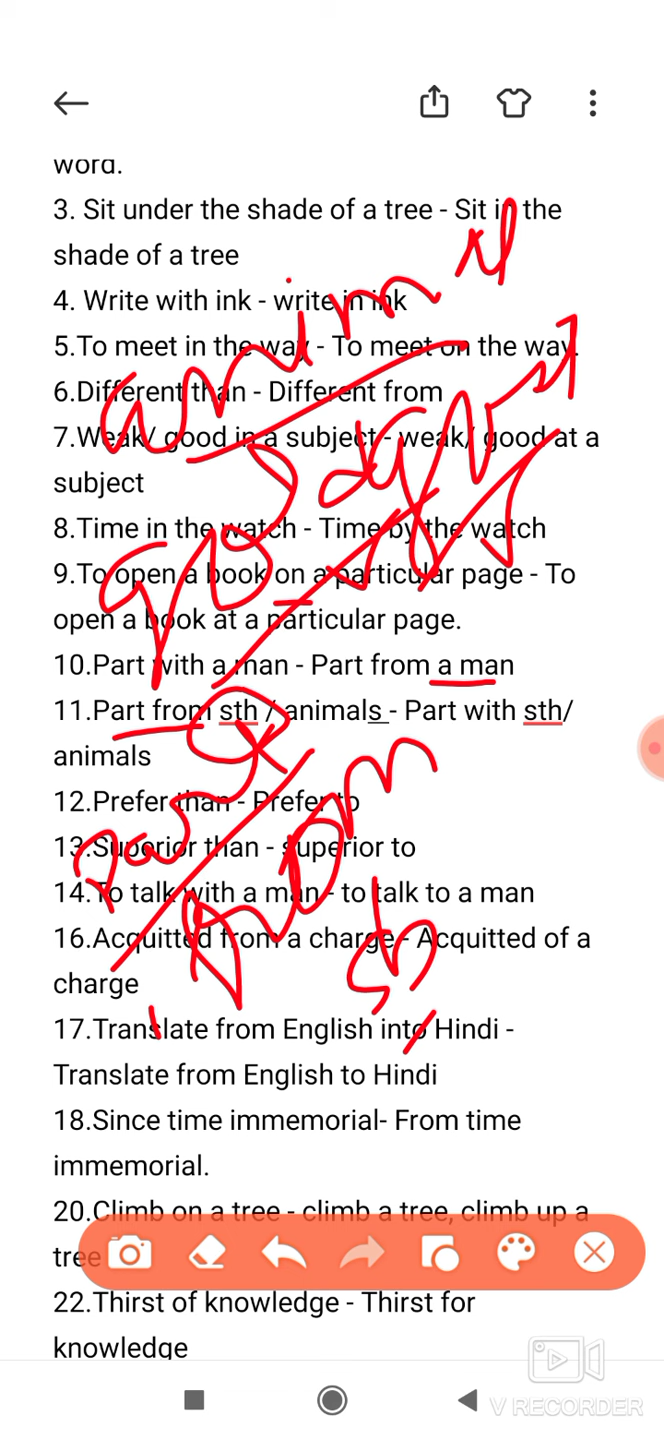 word.
3. Sit under the shade of a tree - Sit in the
shade of a tree
4. Write with ink - write in ink
5.To meet in the way - To meet on the way.
6.Different than - Different from
7.Weak/ good in a subject - weak/ good at a
subject
8.Time in the watch - Time by the watch
9.To open a book on a particular page - To
open a book at a particular page.
10.Part with a man - Part from a man
11.Part from sth / animals - Part with sth/
animals
12.Prefer than - Prefer to
13.Superior than - superior to
14.To talk with a man - to talk to a man
16.Acquitted from a charge - Acquitted of a
charge
17.Translate from English into Hindi -
Translate from English to Hindi
18.Since time immemorial- From time
immemorial.
20.Climb on a tree - climb a tree, climb up a
tree
22.Thirst of knowledge - Thirst for
knowledge
part from sb
V RECORDER